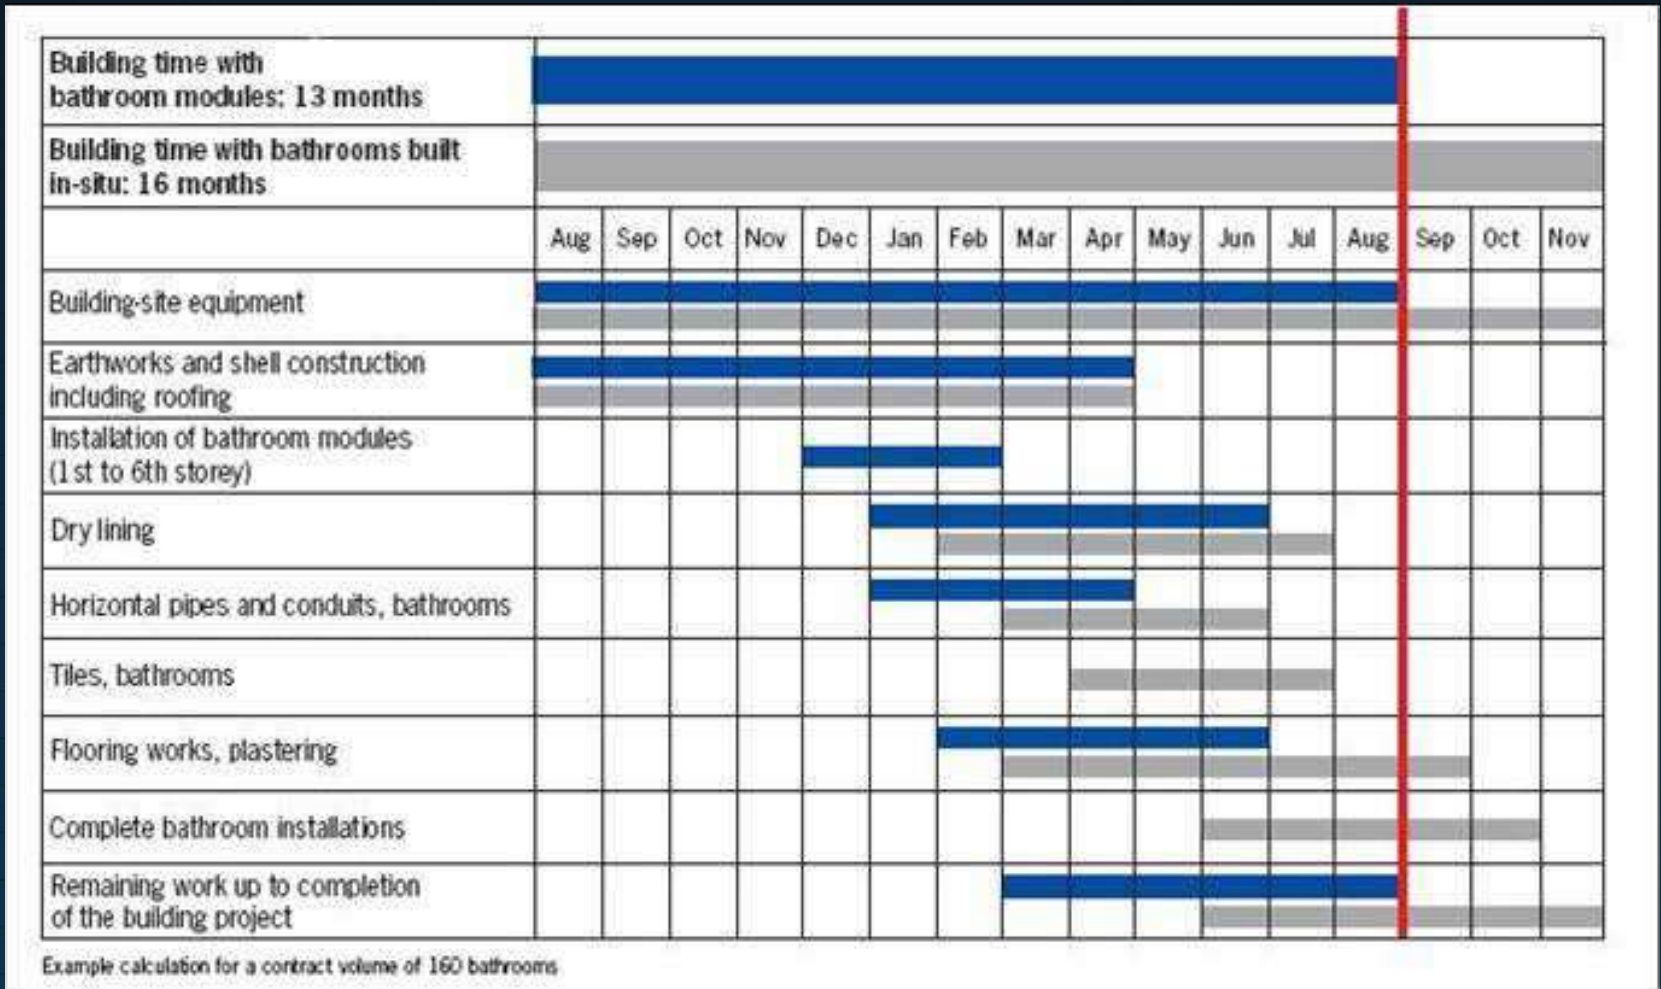 Building time with
bathroom modules: 13 months
Building time with bathrooms built
in-situ: 16 months
Aug Sep Oct Nov Dec Jan Feb Mar Apr May Jun Jul Aug Sep Oct Nov
Building-site equipment
Earthworks and shell construction
including roofing
Installation of bathroom modules
(1st to 6th storey)
Dry lining
Horizontal pipes and conduits, bathrooms
Tiles, bathrooms
Flooring works, plastering
Complete bathroom installations
Remaining work up to completion
of the building project
Example calculation for a contract volume of 160 bathrooms